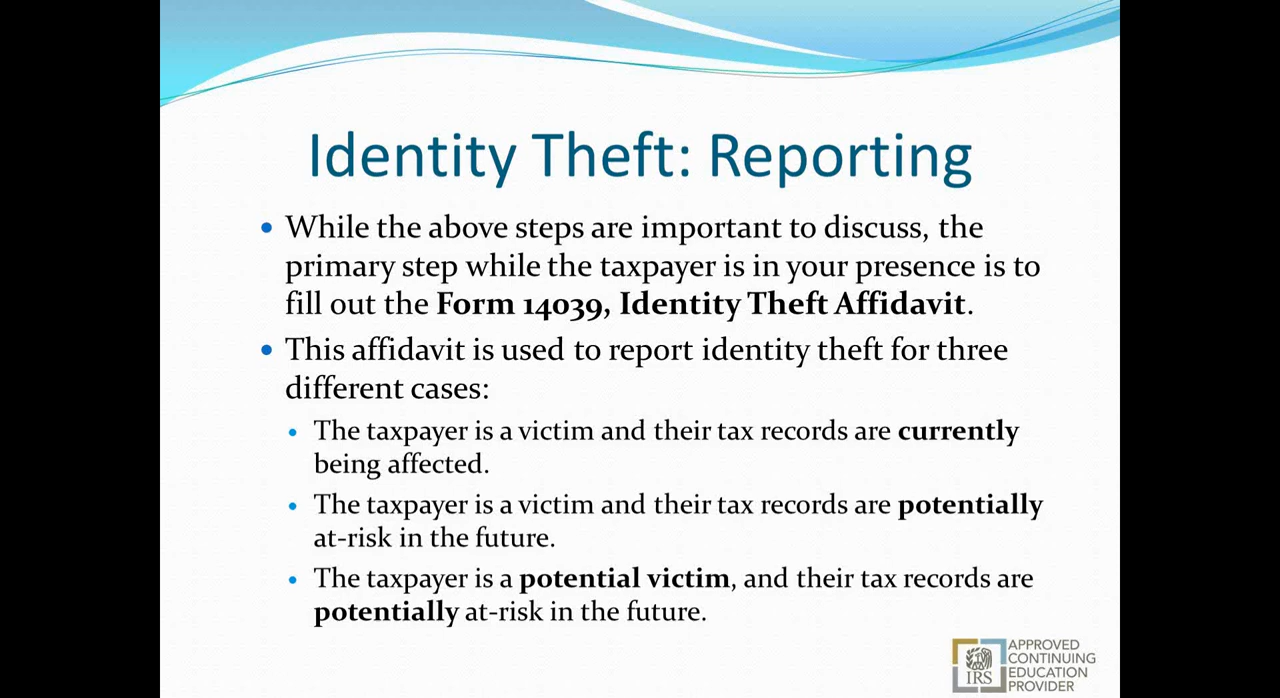 Identity Theft: Reporting
While the above steps are important to discuss, the
primary step while the taxpayer is in your presence is to
fill out the Form 14039, Identity Theft Affidavit.
This affidavit is used to report identity theft for three
different cases:
The taxpayer is a victim and their tax records are currently
being affected.
The taxpayer is a victim and their tax records are potentially
at-risk in the future.
The taxpayer is a potential victim, and their tax records are
potentially at-risk in the future.
IRS
APPROVED
CONTINUING
EDUCATION
PROVIDER